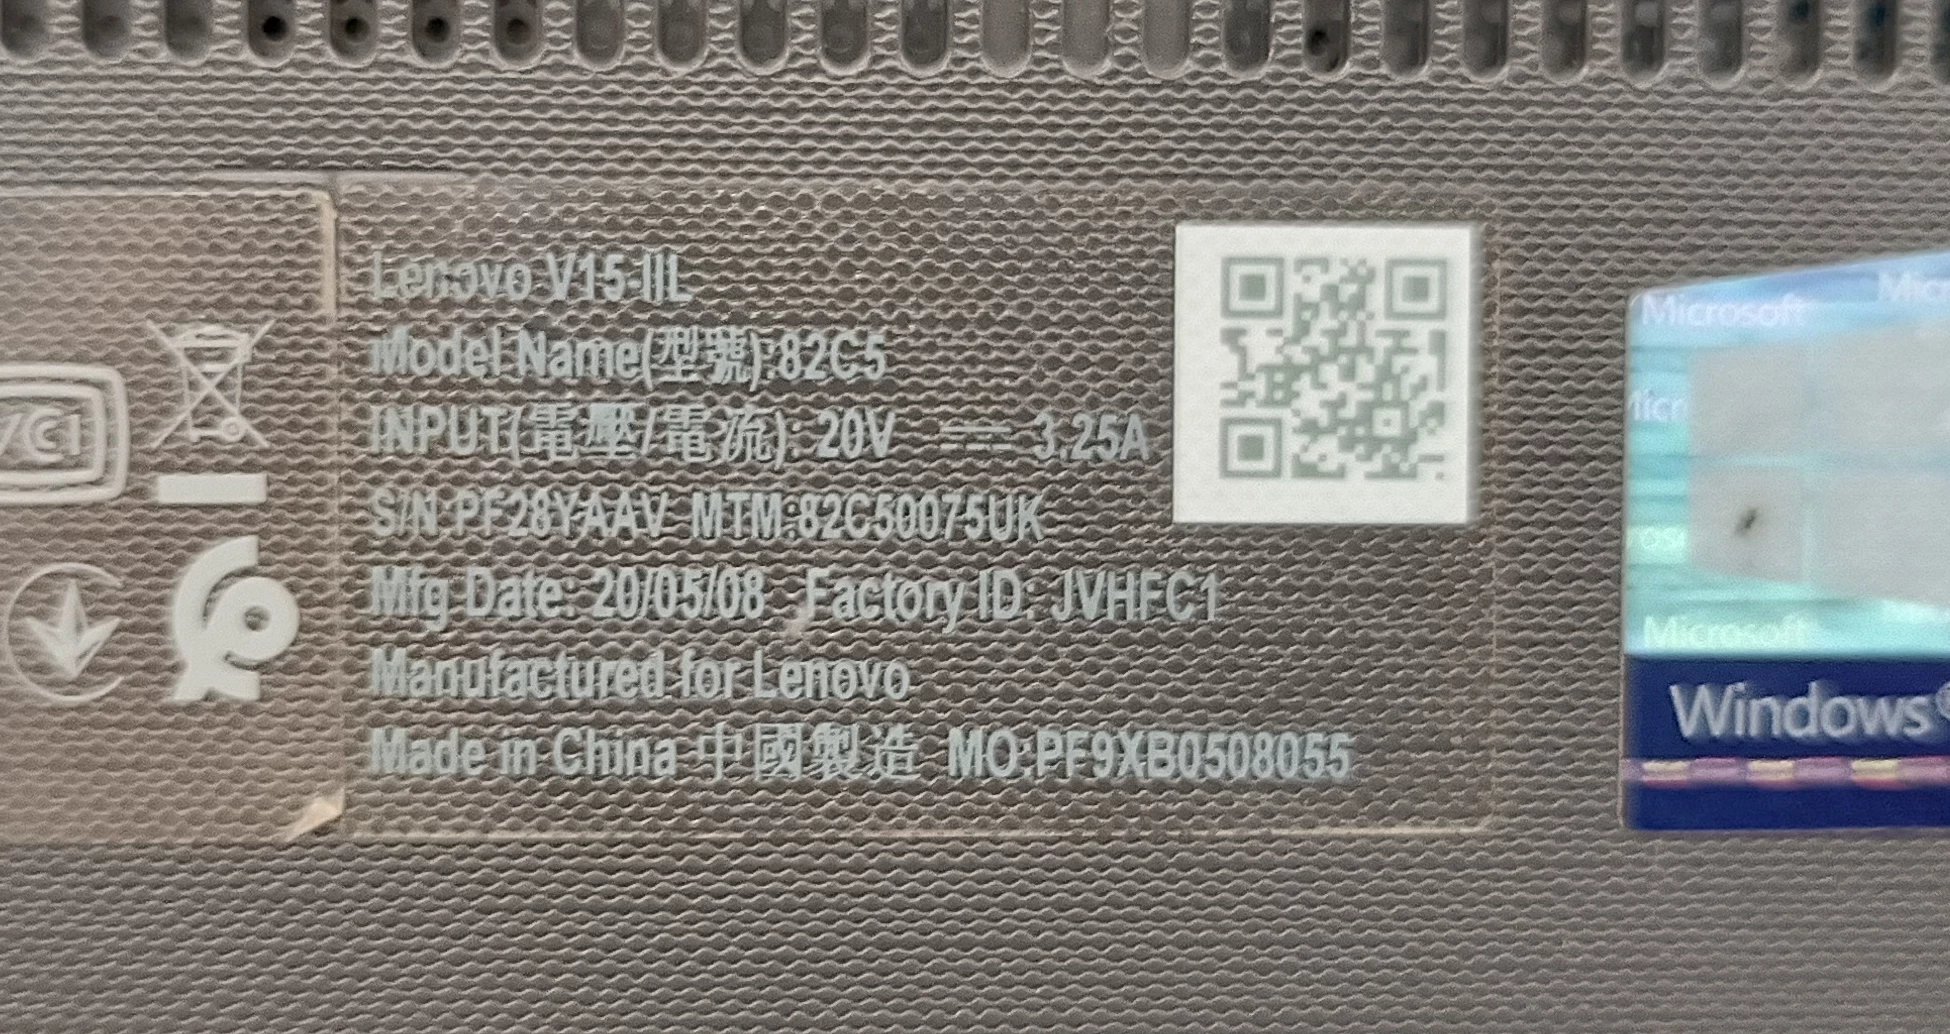 Lenovo V15-IIL
Model Name(型號):82C5
INPUT(電壓/電流): 20V ⎓ 3.25A
S/N:PF28YAAV MTM:82C50075UK
Mfg Date: 20/05/08 Factory ID: JVHFC1
Manufactured for Lenovo
Made in China 中國製造 MO:PF9XB0508055
Microsoft
Microsoft
Windows®